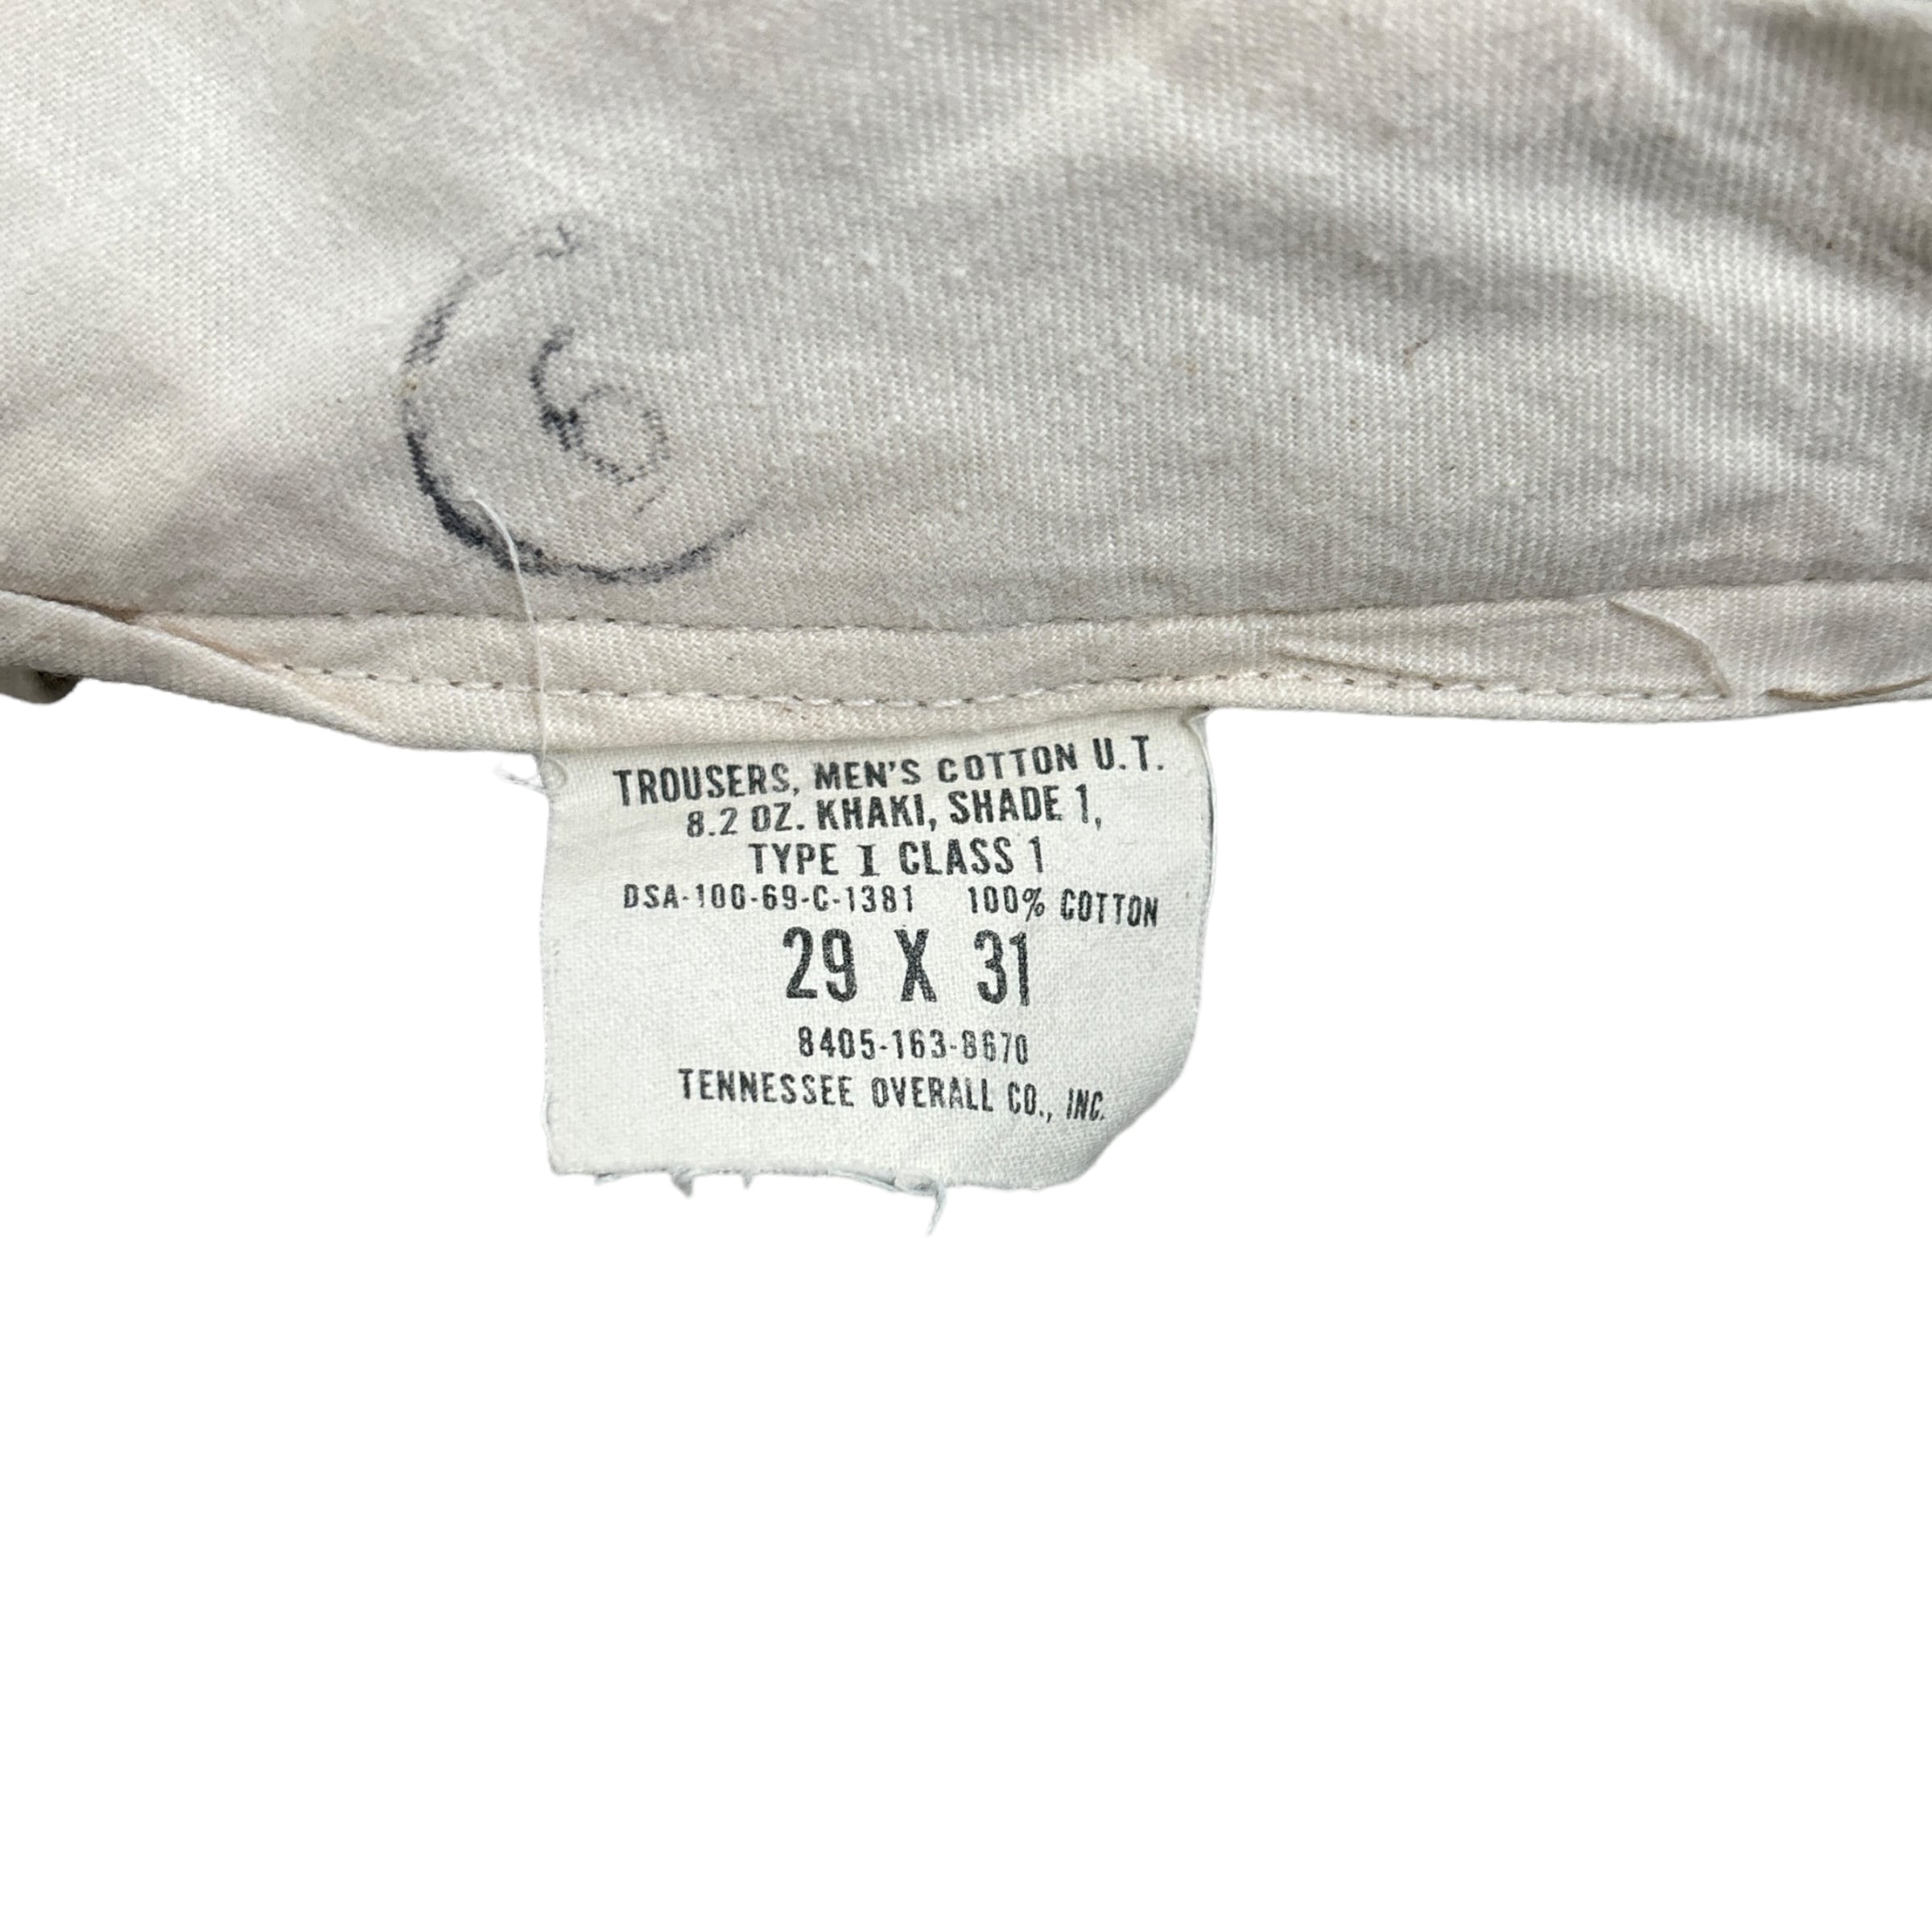 6
TROUSERS, MEN'S COTTON U.T.
8.2 OZ. KHAKI, SHADE 1,
TYPE I CLASS 1
DSA-100-69-C-1381 100% COTTON
29 X 31
8405-163-8670
TENNESSEE OVERALL CO., INC.